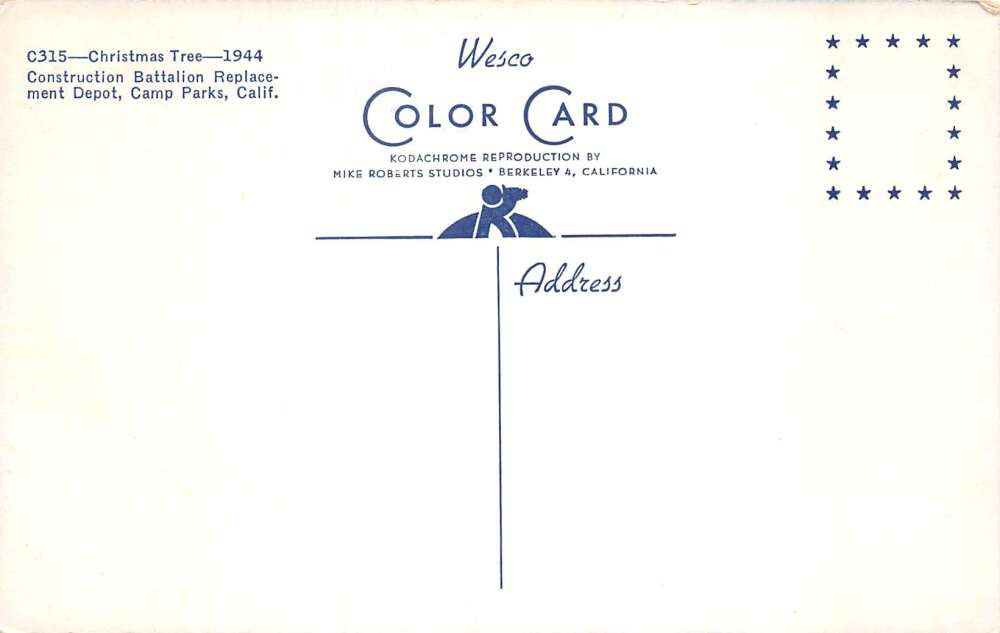 C315—Christmas Tree—1944
Construction Battalion Replace-
ment Depot, Camp Parks, Calif.
Wesco
COLOR CARD
KODACHROME REPRODUCTION BY
MIKE ROBERTS STUDIOS • BERKELEY 4, CALIFORNIA
Address